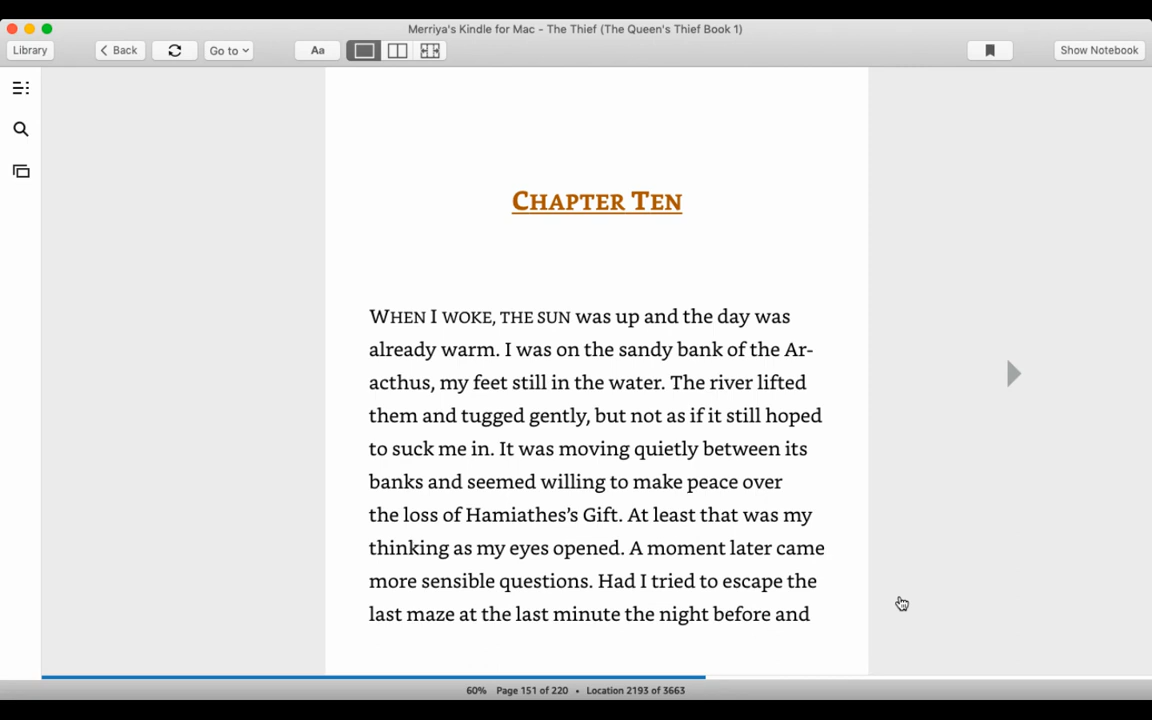 Merriya's Kindle for Mac - The Thief (The Queen's Thief Book 1)
Library
Back
Go to
Aa
Show Notebook
CHAPTER TEN
WHEN I WOKE, THE SUN was up and the day was
already warm. I was on the sandy bank of the Ar-
acthus, my feet still in the water. The river lifted
them and tugged gently, but not as if it still hoped
to suck me in. It was moving quietly between its
banks and seemed willing to make peace over
the loss of Hamiathes’s Gift. At least that was my
thinking as my eyes opened. A moment later came
more sensible questions. Had I tried to escape the
last maze at the last minute the night before and
60% Page 151 of 220 • Location 2193 of 3663